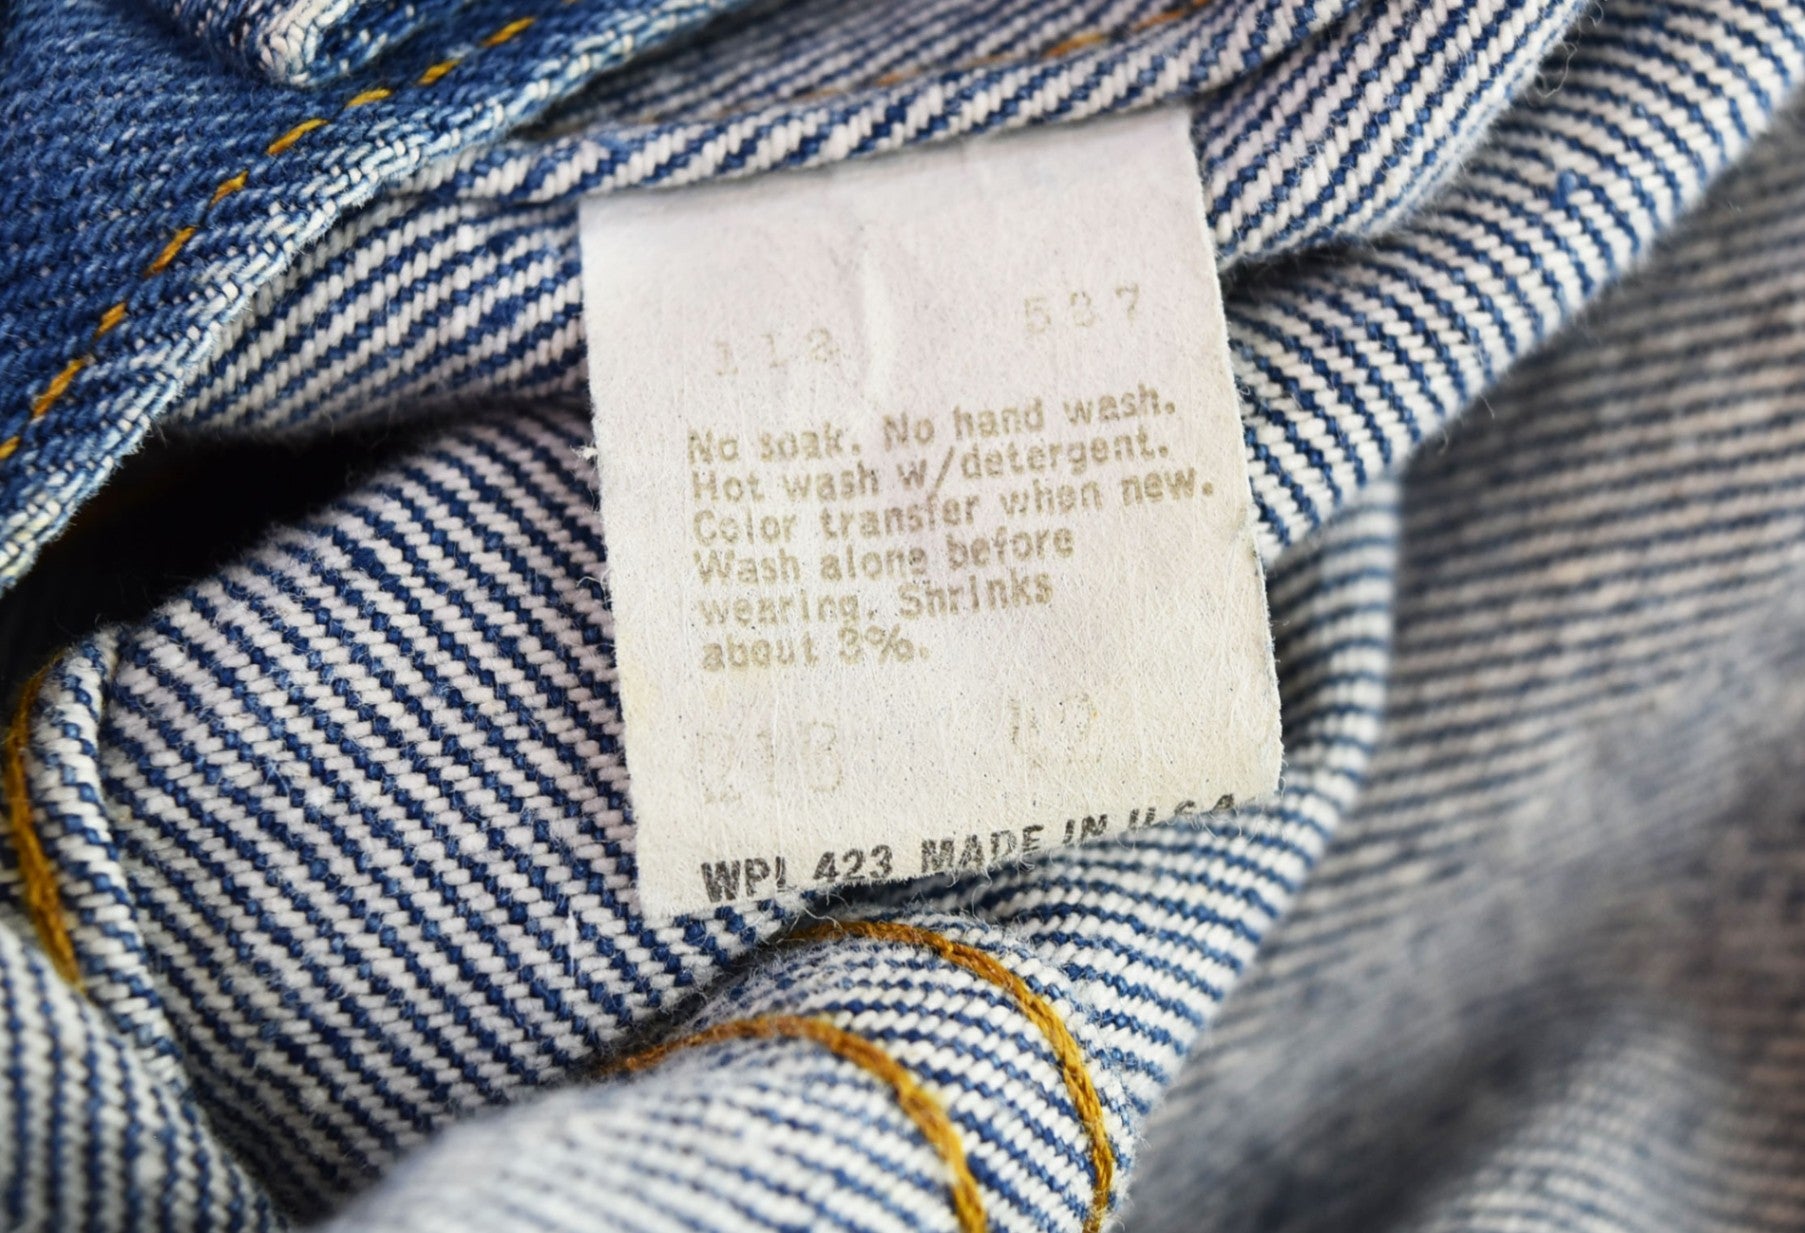 587
No soak. No hand wash.
Hot wash w/detergent.
Color transfer when new.
Wash alone before
wearing. Shrinks
about 3%.
WPL 423 MADE IN U.S.A